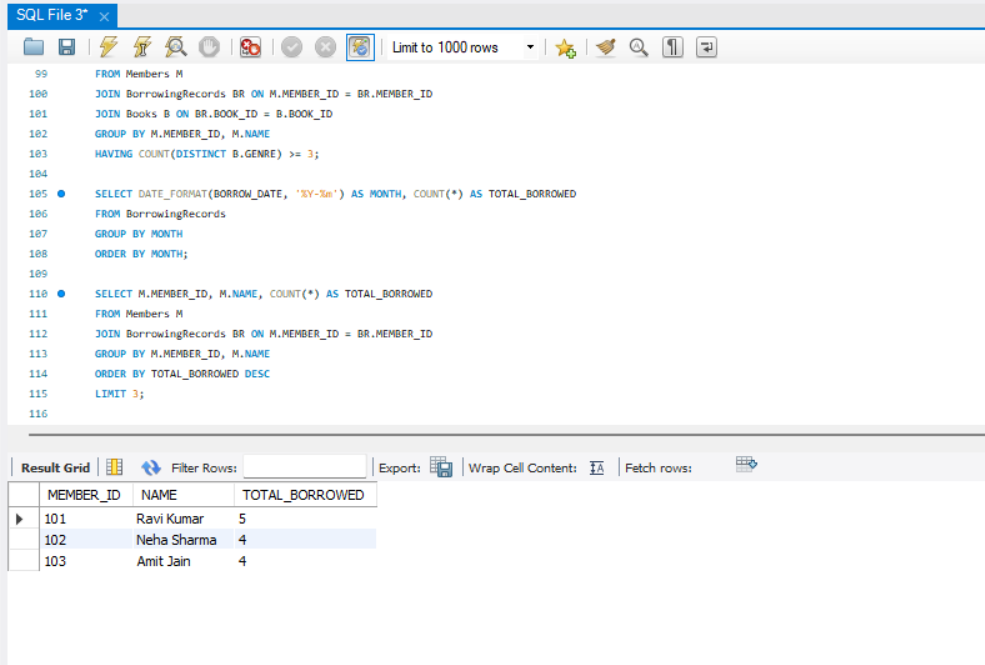 SQL File 3*
Limit to 1000 rows
99 FROM Members M
100 JOIN BorrowingRecords BR ON M.MEMBER_ID = BR.MEMBER_ID
101 JOIN Books B ON BR.BOOK_ID = B.BOOK_ID
102 GROUP BY M.MEMBER_ID, M.NAME
103 HAVING COUNT(DISTINCT B.GENRE) >= 3;
104
105 SELECT DATE_FORMAT(BORROW_DATE, '%Y-%m') AS MONTH, COUNT(*) AS TOTAL_BORROWED
106 FROM BorrowingRecords
107 GROUP BY MONTH
108 ORDER BY MONTH;
109
110 SELECT M.MEMBER_ID, M.NAME, COUNT(*) AS TOTAL_BORROWED
111 FROM Members M
112 JOIN BorrowingRecords BR ON M.MEMBER_ID = BR.MEMBER_ID
113 GROUP BY M.MEMBER_ID, M.NAME
114 ORDER BY TOTAL_BORROWED DESC
115 LIMIT 3;
116
Result Grid Filter Rows: Export: Wrap Cell Content: Fetch rows:
MEMBER_ID NAME TOTAL_BORROWED
101 Ravi Kumar 5
102 Neha Sharma 4
103 Amit Jain 4